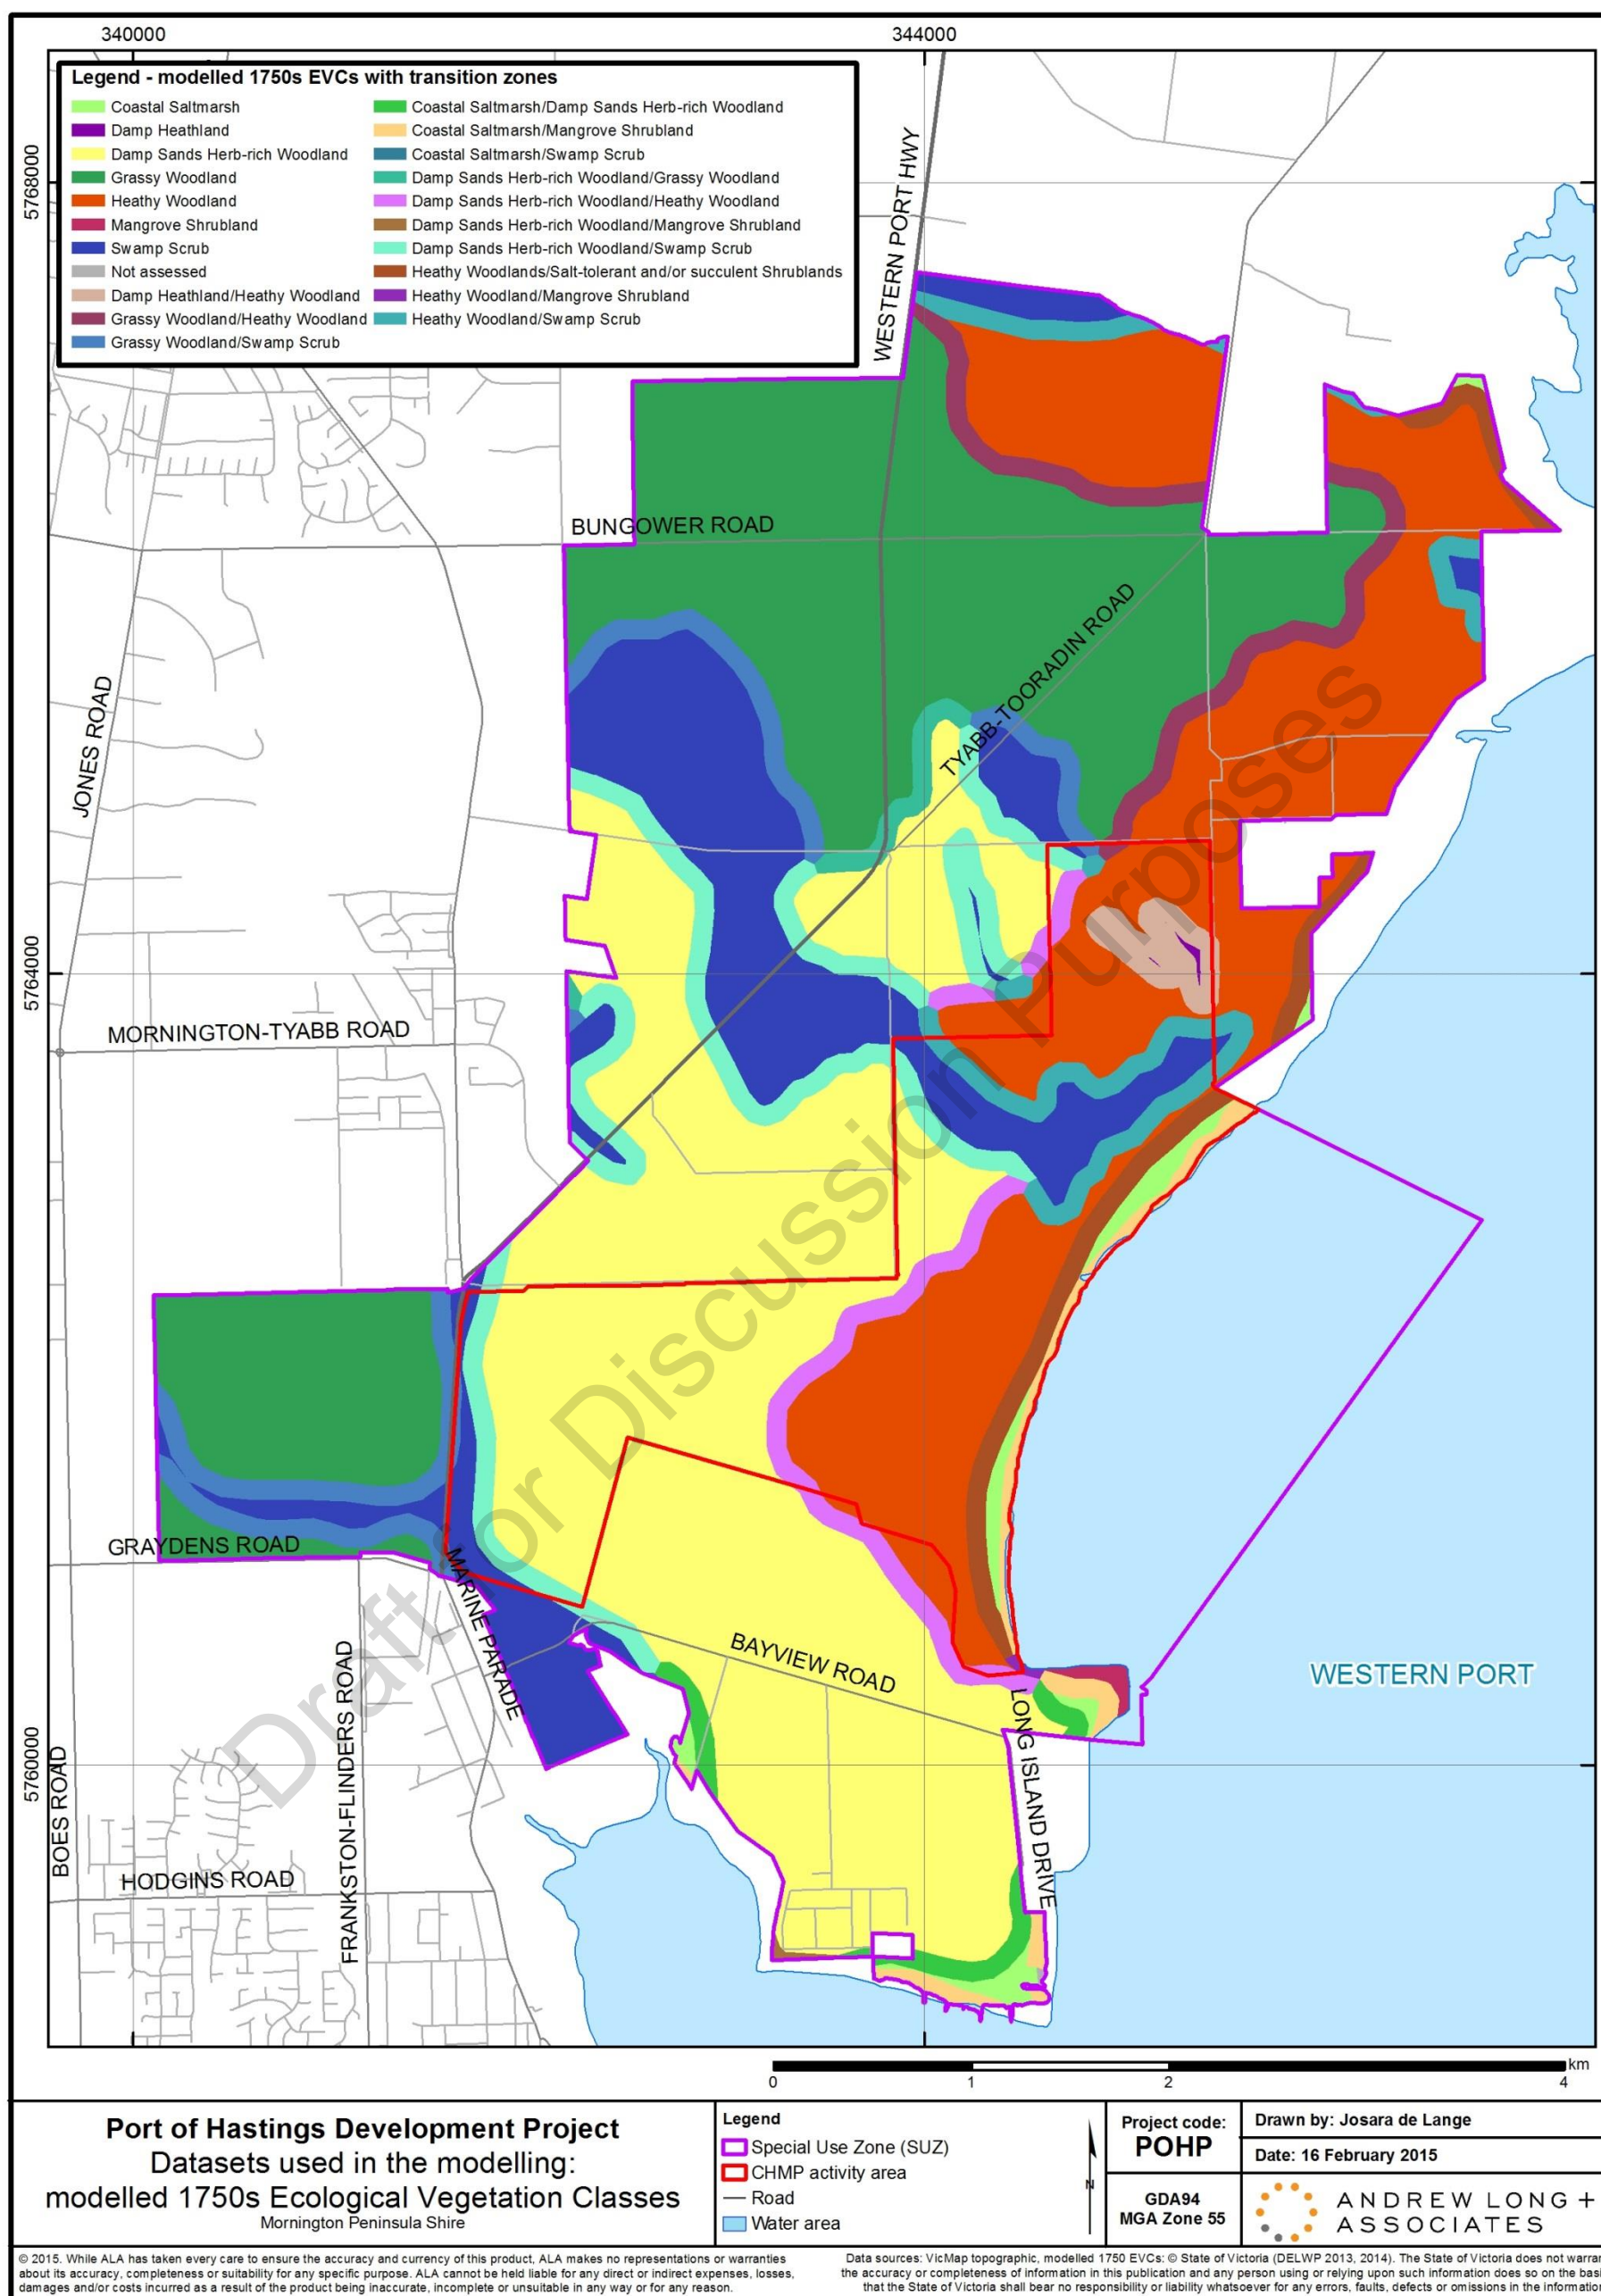 340000
344000
Legend - modelled 1750s EVCs with transition zones
Coastal Saltmarsh
Damp Heathland
Damp Sands Herb-rich Woodland
Grassy Woodland
Heathy Woodland
Mangrove Shrubland
Swamp Scrub
Not assessed
Damp Heathland/Heathy Woodland
Grassy Woodland/Heathy Woodland
Grassy Woodland/Swamp Scrub
Coastal Saltmarsh/Damp Sands Herb-rich Woodland
Coastal Saltmarsh/Mangrove Shrubland
Coastal Saltmarsh/Swamp Scrub
Damp Sands Herb-rich Woodland/Grassy Woodland
Damp Sands Herb-rich Woodland/Heathy Woodland
Damp Sands Herb-rich Woodland/Mangrove Shrubland
Damp Sands Herb-rich Woodland/Swamp Scrub
Heathy Woodlands/Salt-tolerant and/or succulent Shrublands
Heathy Woodland/Mangrove Shrubland
Heathy Woodland/Swamp Scrub
5768000
WESTERN PORT HWY
BUNGOWER ROAD
TYABB-TOORADIN ROAD
JONES ROAD
5764000
MORNINGTON-TYABB ROAD
Draft for Discussion Purposes
GRAYDENS ROAD
MARINE PARADE
BAYVIEW ROAD
WESTERN PORT
LONG ISLAND DRIVE
FRANKSTON-FLINDERS ROAD
5760000
BOES ROAD
HODGINS ROAD
km
0
1
2
4
Port of Hastings Development Project
Datasets used in the modelling:
modelled 1750s Ecological Vegetation Classes
Mornington Peninsula Shire
Legend
Special Use Zone (SUZ)
CHMP activity area
Road
Water area
N
Project code:
POHP
GDA94
MGA Zone 55
Drawn by: Josara de Lange
Date: 16 February 2015
ANDREW LONG +
ASSOCIATES
© 2015. While ALA has taken every care to ensure the accuracy and currency of this product, ALA makes no representations or warranties
about its accuracy, completeness or suitability for any specific purpose. ALA cannot be held liable for any direct or indirect expenses, losses,
damages and/or costs incurred as a result of the product being inaccurate, incomplete or unsuitable in any way or for any reason.
Data sources: VicMap topographic, modelled 1750 EVCs: © State of Victoria (DELWP 2013, 2014). The State of Victoria does not warran
the accuracy or completeness of information in this publication and any person using or relying upon such information does so on the bas
that the State of Victoria shall bear no responsibility or liability whatsoever for any errors, faults, defects or omissions in the informatio